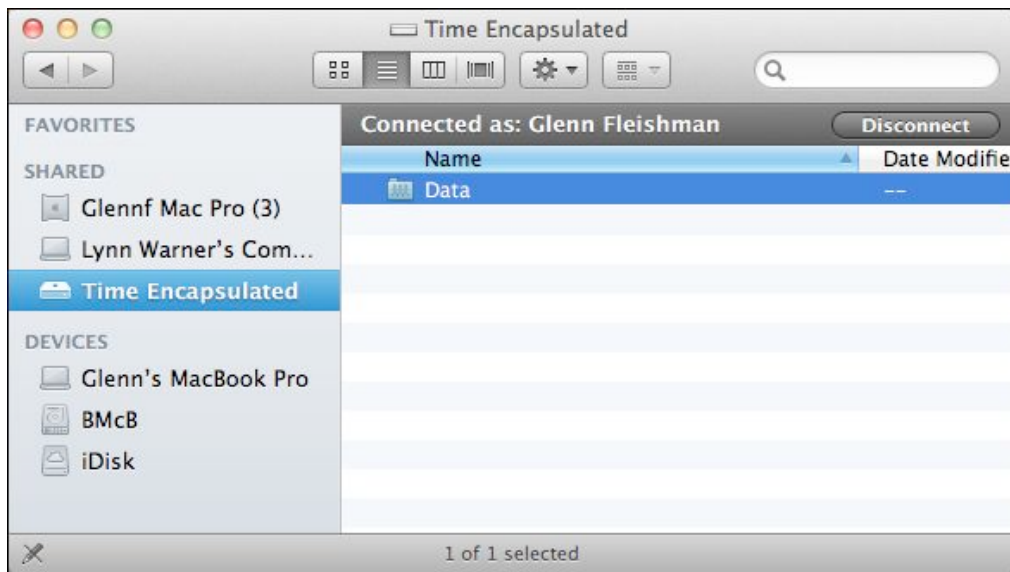 Time Encapsulated
FAVORITES
SHARED
Glennf Mac Pro (3)
Lynn Warner’s Com...
Time Encapsulated
DEVICES
Glenn’s MacBook Pro
BMcB
iDisk
Connected as: Glenn Fleishman Disconnect
Name Date Modifie
Data --
1 of 1 selected